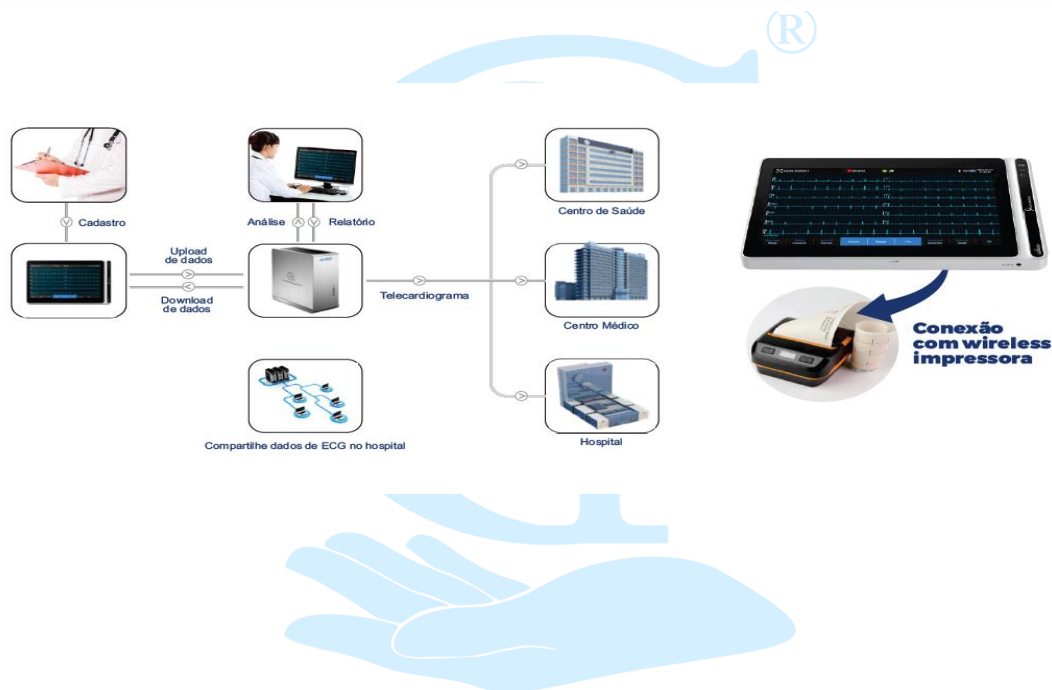 ®
Cadastro
Análise
Relatório
Upload
de dados
Download
de dados
Telecardiograma
Centro de Saúde
Centro Médico
Hospital
Compartilhe dados de ECG no hospital
Conexão
com wireless
impressora